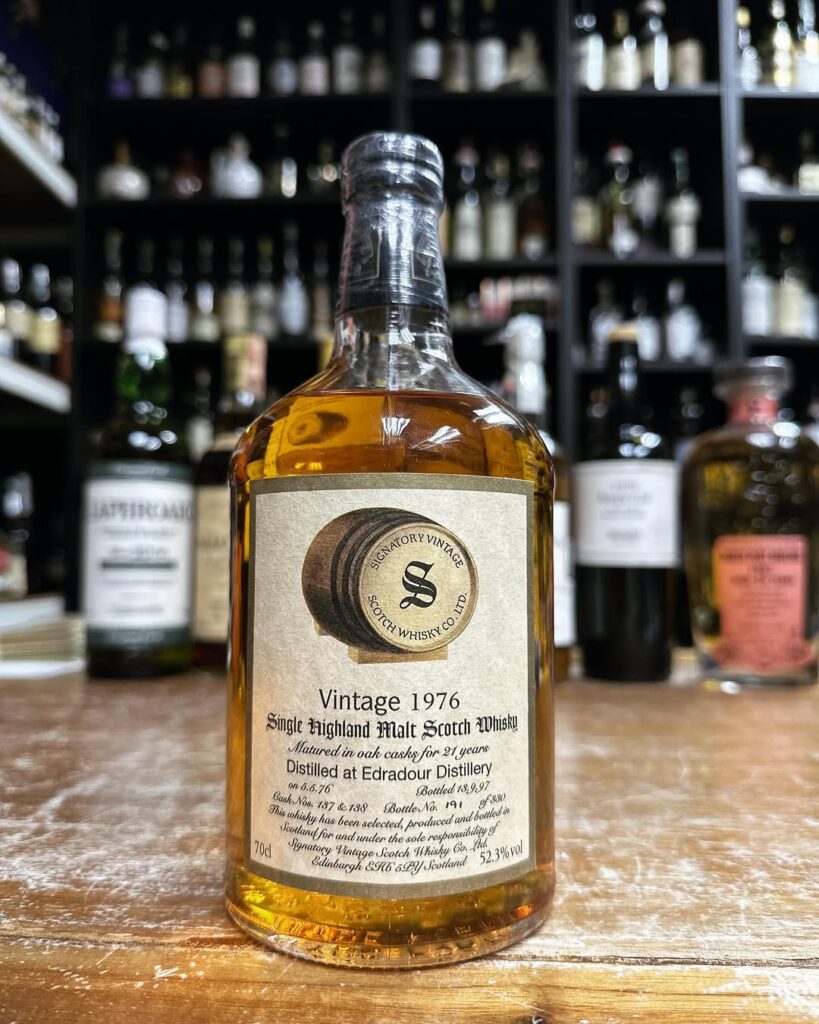 SIGNATORY VINTAGE
S
SCOTCH WHISKY CO. LTD.
Vintage 1976
Single Highland Malt Scotch Whisky
Matured in oak casks for 21 years
Distilled at Edradour Distillery
on 5.5.76 Bottled 18.9.97
Cask Nos. 137 & 138 Bottle No. 191 of 830
This whisky has been selected, produced and bottled in
Scotland for and under the sole responsibility of
Signatory Vintage Scotch Whisky Co. Ltd.
70cl Edinburgh EH6 5PY Scotland 52.3%vol
LAPHROAIG